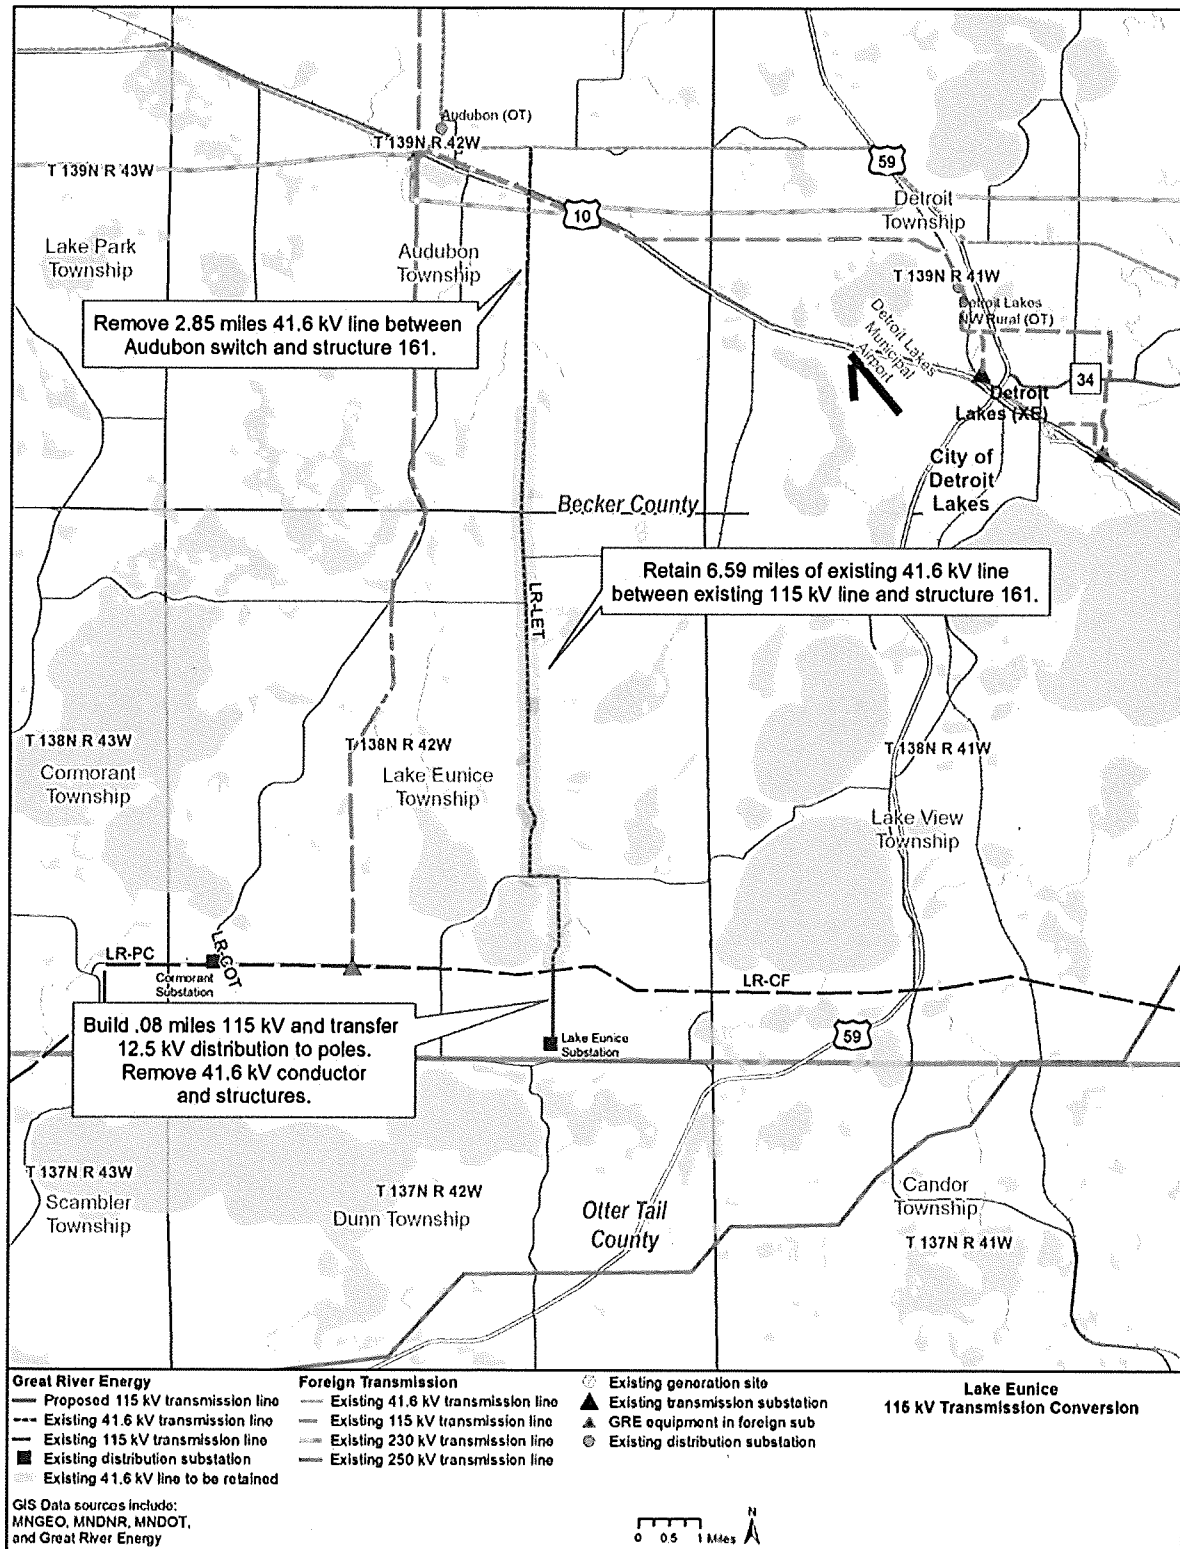 Audubon (OT)
T 139N R 42W
T 139N R 43W
59
Detroit
Township
10
Lake Park
Township
Audubon
Township
T 139N R 41W
Detroit Lakes
NW Rural (OT)
Remove 2.85 miles 41.6 kV line between
Audubon switch and structure 161.
Detroit Lakes
Municipal
Airport
34
Detroit
Lakes (XE)
City of
Detroit
Lakes
Becker County
Retain 6.59 miles of existing 41.6 kV line
between existing 115 kV line and structure 161.
LR-LET
T 138N R 43W
T 138N R 42W
T 138N R 41W
Cormorant
Township
Lake Eunice
Township
Lake View
Township
LR-PC
LR-COT
Cormorant
Substation
LR-CF
Build .08 miles 115 kV and transfer
12.5 kV distribution to poles.
Remove 41.6 kV conductor
and structures.
Lake Eunice
Substation
59
T 137N R 43W
Scambler
Township
T 137N R 42W
Dunn Township
Otter Tail
County
Candor
Township
T 137N R 41W
Great River Energy
Proposed 115 kV transmission line
Existing 41.6 kV transmission line
Existing 115 kV transmission line
Existing distribution substation
Existing 41.6 kV line to be retained
Foreign Transmission
Existing 41.6 kV transmission line
Existing 115 kV transmission line
Existing 230 kV transmission line
Existing 250 kV transmission line
Existing generation site
Existing transmission substation
GRE equipment in foreign sub
Existing distribution substation
Lake Eunice
115 kV Transmission Conversion
GIS Data sources include:
MNGEO, MNDNR, MNDOT,
and Great River Energy
N
0 0.5 1 Miles